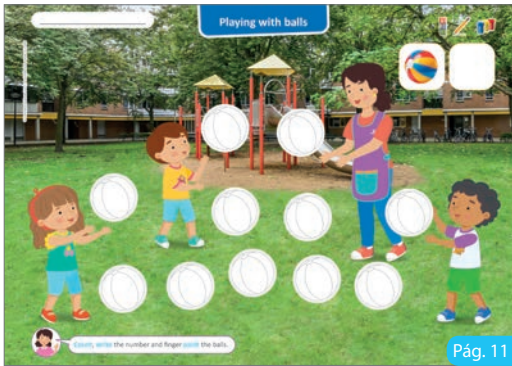 Playing with balls
Count, write the number and finger paint the balls.
Pág. 11